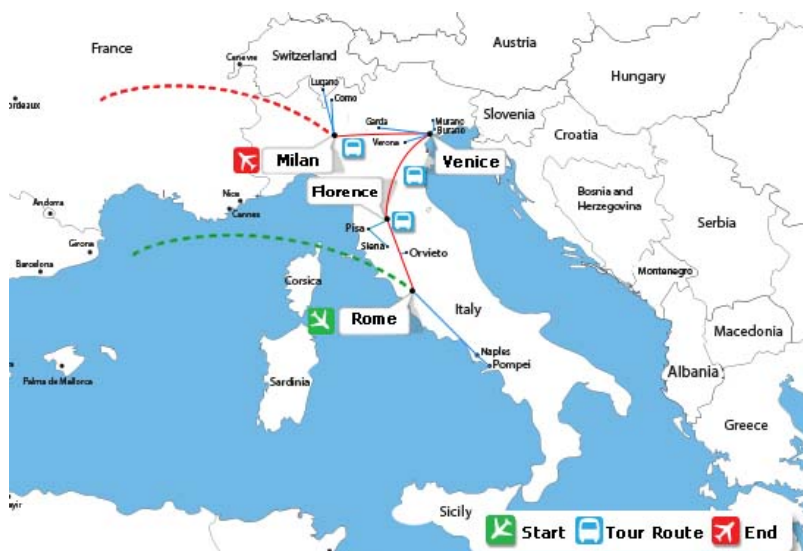 France
Switzerland
Austria
Hungary
Geneve
Lugano
Como
ordeaux
Slovenia
Croatia
Garda
Murano
Burano
Verona
Milan
Venice
Florence
Nice
Cannes
Bosnia and
Herzegovina
Serbia
Andorra
Girona
Barcelona
Pisa
Siena
Orvieto
Montenegro
Corsica
Italy
Rome
Macedonia
Naples
Pompei
Albania
Palma de Mallorca
Sardinia
Greece
Sicily
Start
Tour Route
End